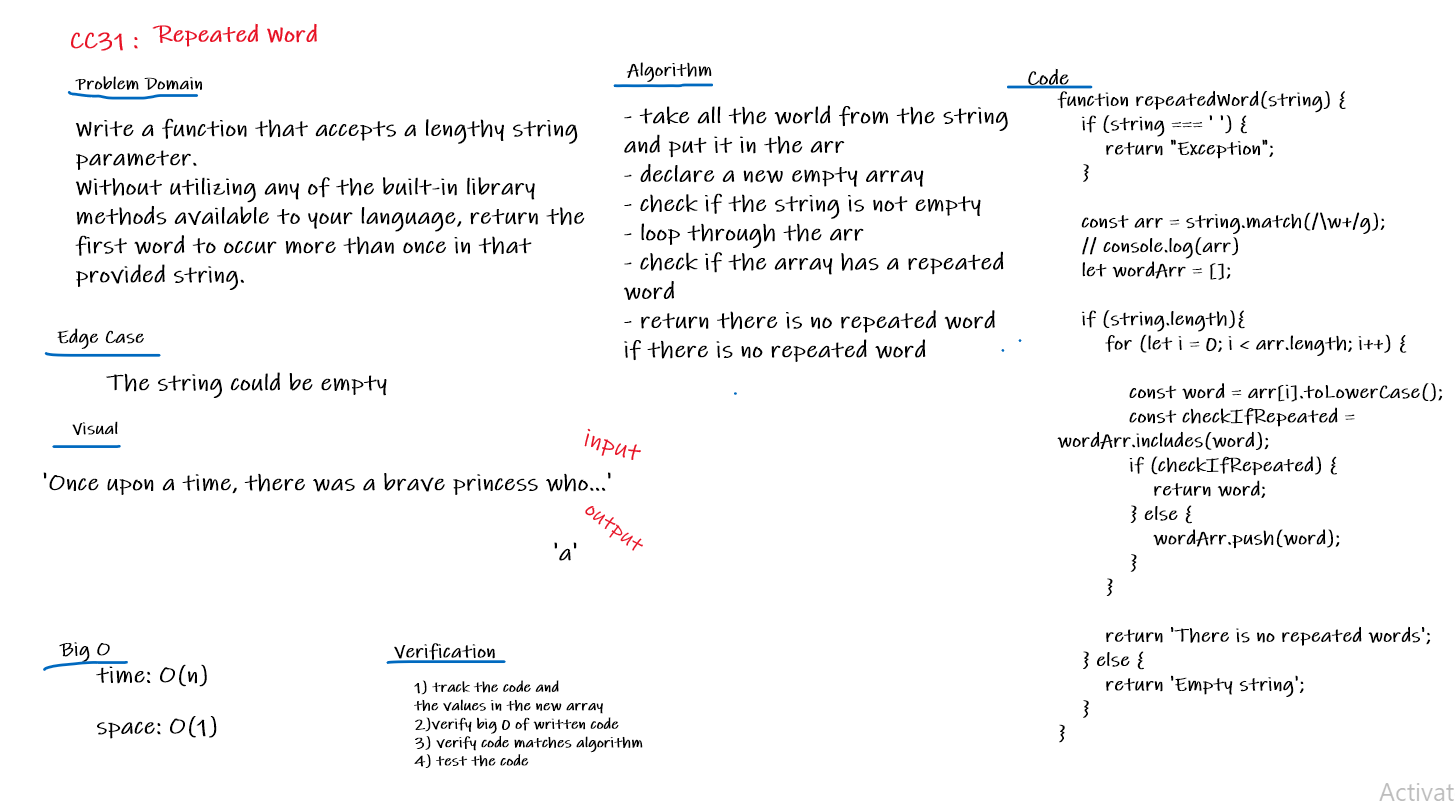 CC31 : Repeated Word
Problem Domain
Write a function that accepts a lengthy string
parameter.
Without utilizing any of the built-in library
methods available to your language, return the
first word to occur more than once in that
provided string.
Edge Case
The string could be empty
Visual
input
'Once upon a time, there was a brave princess who...'
output
'a'
Big O
time: O(n)
space: O(1)
Verification
1) track the code and
the values in the new array
2)verify big O of written code
3) verify code matches algorithm
4) test the code
Algorithm
- take all the world from the string
and put it in the arr
- declare a new empty array
- check if the string is not empty
- loop through the arr
- check if the array has a repeated
word
- return there is no repeated word
if there is no repeated word
Code
function repeatedWord(string) {
if (string === ' ') {
return "Exception";
}
const arr = string.match(/\w+/g);
// console.log(arr)
let wordArr = [];
if (string.length){
for (let i = 0; i < arr.length; i++) {
const word = arr[i].toLowerCase();
const checkIfRepeated =
wordArr.includes(word);
if (checkIfRepeated) {
return word;
} else {
wordArr.push(word);
}
}
return 'There is no repeated words';
} else {
return 'Empty string';
}
}
Activat